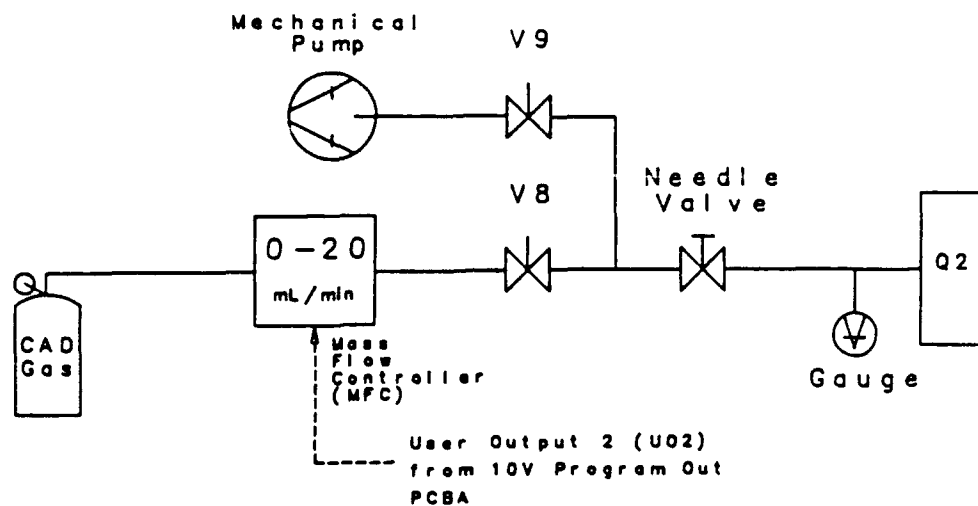 Mechanical
Pump
V9
V8
Needle
Valve
0-20
mL/min
Q2
CAD
Gas
Mass
Flow
Controller
(MFC)
Gauge
User Output 2 (UO2)
from 10V Program Out
PCBA